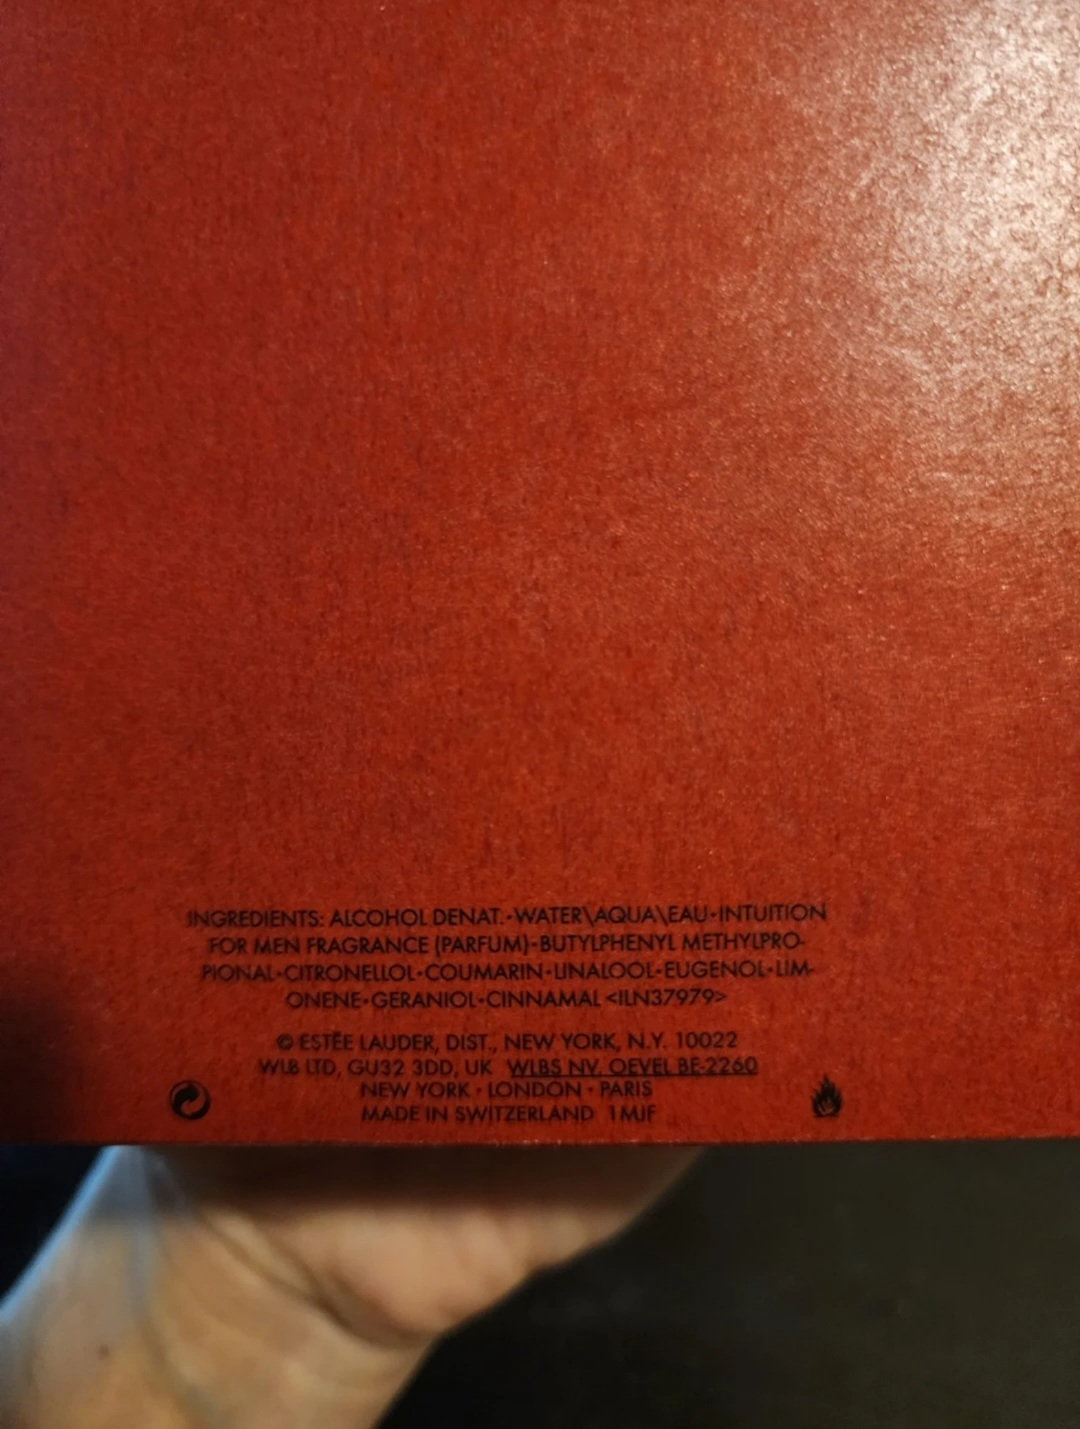 INGREDIENTS: ALCOHOL DENAT.•WATER\AQUA\EAU•INTUITION
FOR MEN FRAGRANCE (PARFUM)•BUTYLPHENYL METHYLPRO-
PIONAL•CITRONELLOL•COUMARIN•LINALOOL•EUGENOL•LIM-
ONENE•GERANIOL•CINNAMAL <ILN37979>
© ESTĒE LAUDER, DIST., NEW YORK, N.Y. 10022
WLB LTD, GU32 3DD, UK WLBS NV. OEVEL BE-2260
NEW YORK • LONDON • PARIS
MADE IN SWITZERLAND 1MJF